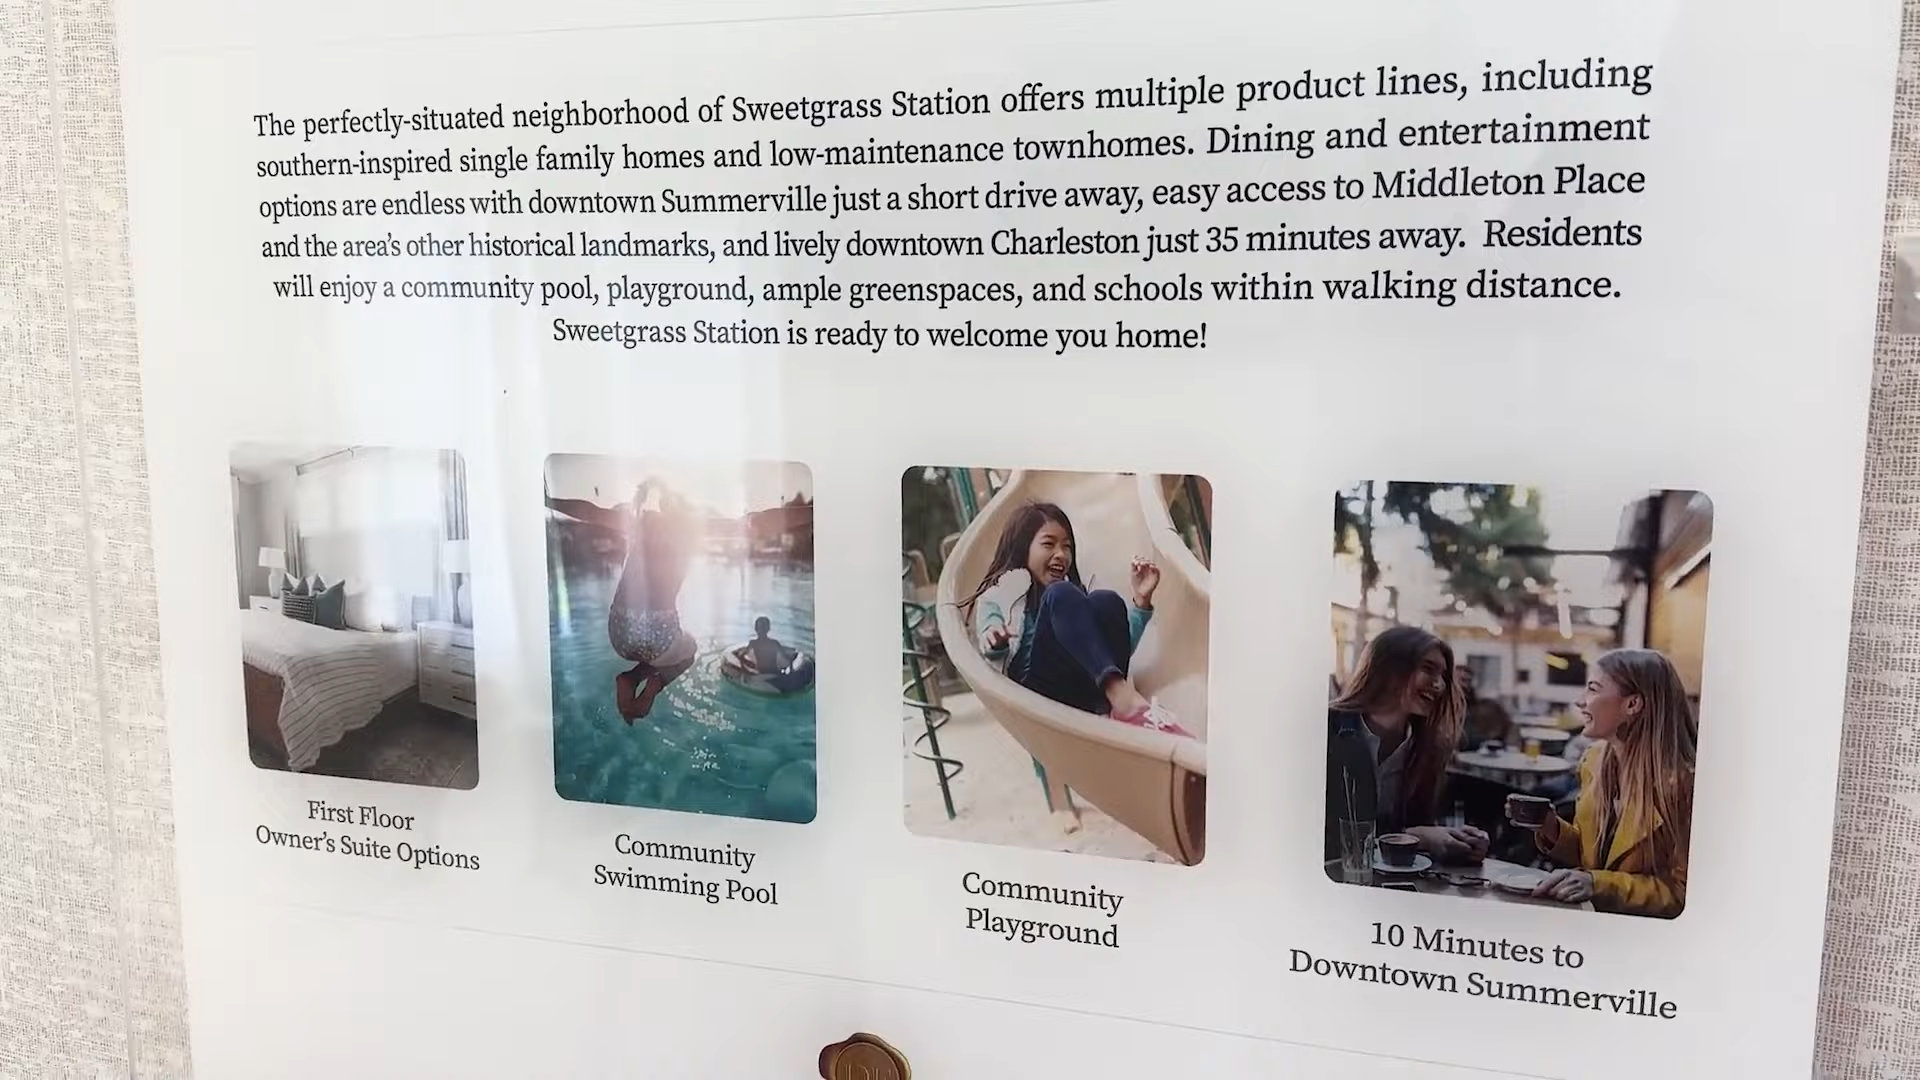 The perfectly-situated neighborhood of Sweetgrass Station offers multiple product lines, including
southern-inspired single family homes and low-maintenance townhomes. Dining and entertainment
options are endless with downtown Summerville just a short drive away, easy access to Middleton Place
and the area's other historical landmarks, and lively downtown Charleston just 35 minutes away. Residents
will enjoy a community pool, playground, ample greenspaces, and schools within walking distance.
Sweetgrass Station is ready to welcome you home!
First Floor
Owner's Suite Options
Community
Swimming Pool
Community
Playground
10 Minutes to
Downtown Summerville